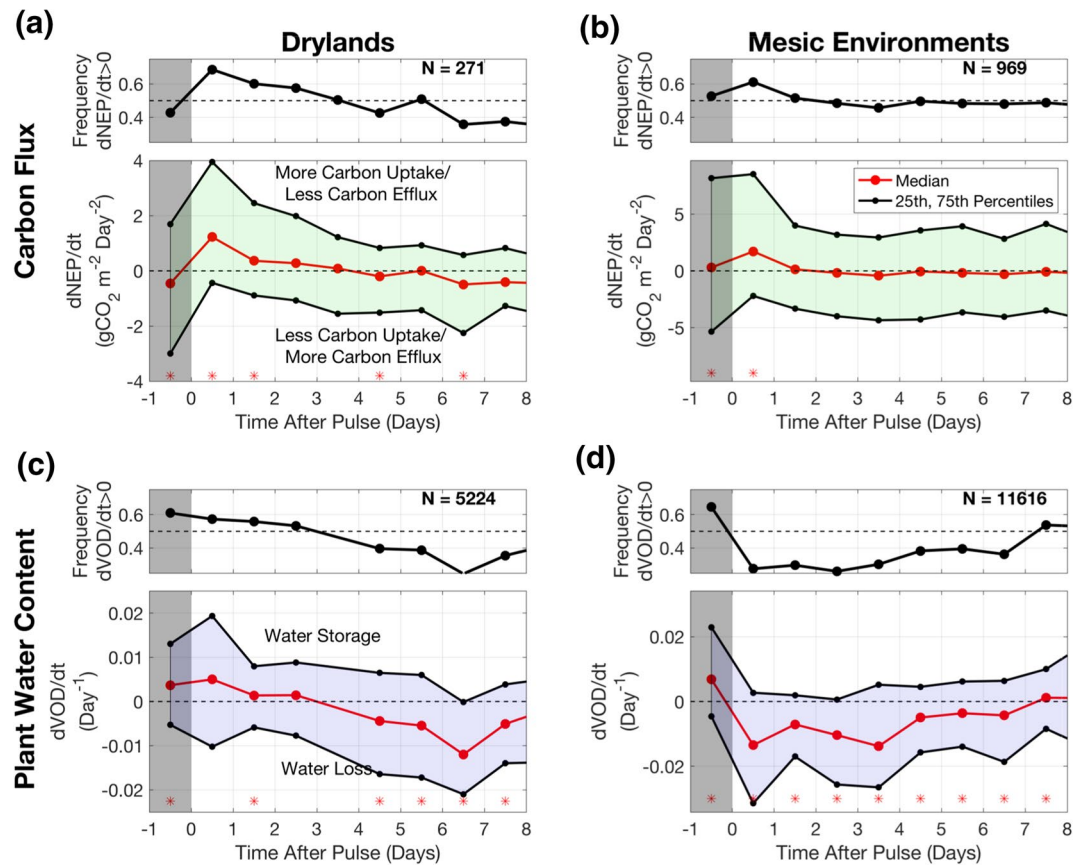 (a)
Drylands
N = 271
Frequency
dNEP/dt>0
0.6
0.4
Carbon Flux
More Carbon Uptake/
Less Carbon Efflux
Less Carbon Uptake/
More Carbon Efflux
dNEP/dt
(gCO2 m-2 Day-2)
4
2
0
-2
-4
* * * * *
-1 0 1 2 3 4 5 6 7 8
Time After Pulse (Days)
(b)
Mesic Environments
N = 969
Frequency
dNEP/dt>0
0.6
0.4
Median
25th, 75th Percentiles
dNEP/dt
(gCO2 m-2 Day-2)
5
0
-5
* *
-1 0 1 2 3 4 5 6 7 8
Time After Pulse (Days)
(c)
N = 5224
Frequency
dVOD/dt>0
0.6
0.4
Plant Water Content
Water Storage
Water Loss
dVOD/dt
(Day-1)
0.02
0.01
0
-0.01
-0.02
* * * * * *
-1 0 1 2 3 4 5 6 7 8
Time After Pulse (Days)
(d)
N = 11616
Frequency
dVOD/dt>0
0.6
0.4
dVOD/dt
(Day-1)
0.02
0
-0.02
* * * * * * * * *
-1 0 1 2 3 4 5 6 7 8
Time After Pulse (Days)